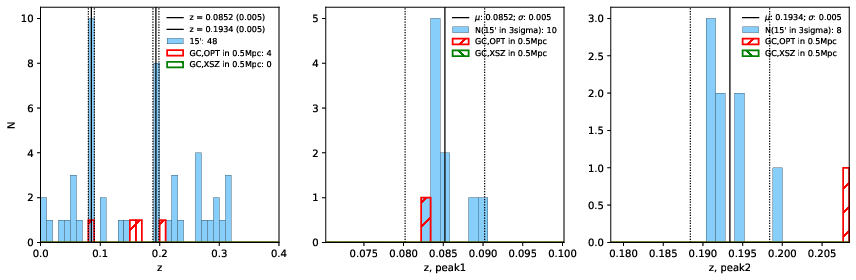 z = 0.0852 (0.005)
z = 0.1934 (0.005)
15': 48
GC,OPT in 0.5Mpc: 4
GC,XSZ in 0.5Mpc: 0
10
8
6
4
2
0
N
0.0 0.1 0.2 0.3 0.4
z
μ: 0.0852; σ: 0.005
N(15' in 3sigma): 10
GC,OPT in 0.5Mpc
GC,XSZ in 0.5Mpc
5
4
3
2
1
0
0.075 0.080 0.085 0.090 0.095 0.100
z, peak1
μ: 0.1934; σ: 0.005
N(15' in 3sigma): 8
GC,OPT in 0.5Mpc
GC,XSZ in 0.5Mpc
3.0
2.5
2.0
1.5
1.0
0.5
0.0
0.180 0.185 0.190 0.195 0.200 0.205
z, peak2